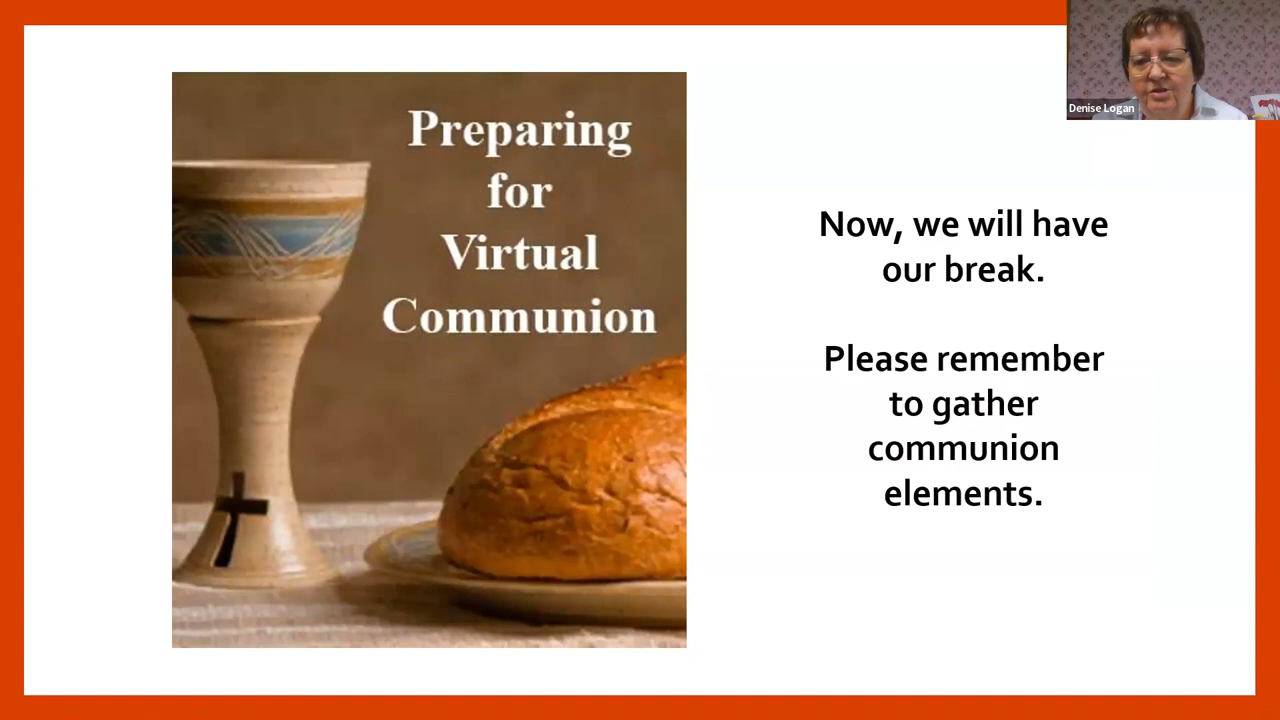 Preparing
for
Virtual
Communion
Denise Logan
Now, we will have
our break.
Please remember
to gather
communion
elements.